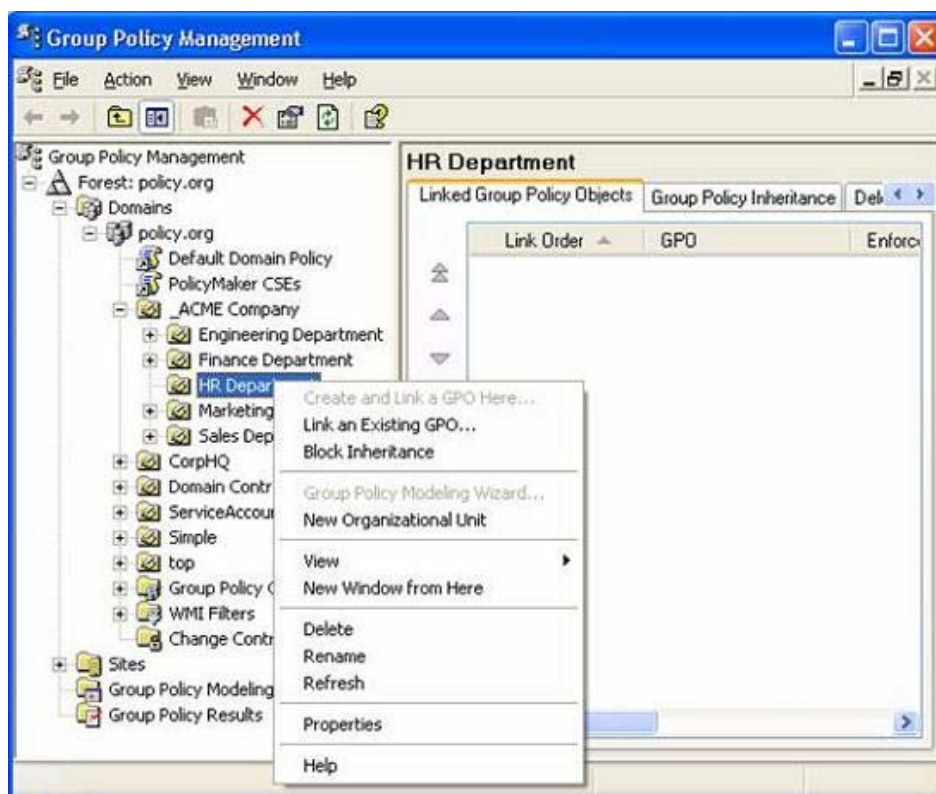 Group Policy Management
File Action View Window Help
Group Policy Management
Forest: policy.org
Domains
policy.org
Default Domain Policy
PolicyMaker CSEs
_ACME Company
Engineering Department
Finance Department
HR Depar
Marketing
Sales Dep
CorpHQ
Domain Contr
ServiceAccou
Simple
top
Group Policy
WMI Filters
Change Contr
Sites
Group Policy Modeling
Group Policy Results
HR Department
Linked Group Policy Objects Group Policy Inheritance Dele
Link Order GPO Enforc
Create and Link a GPO Here...
Link an Existing GPO...
Block Inheritance
Group Policy Modeling Wizard...
New Organizational Unit
View
New Window from Here
Delete
Rename
Refresh
Properties
Help